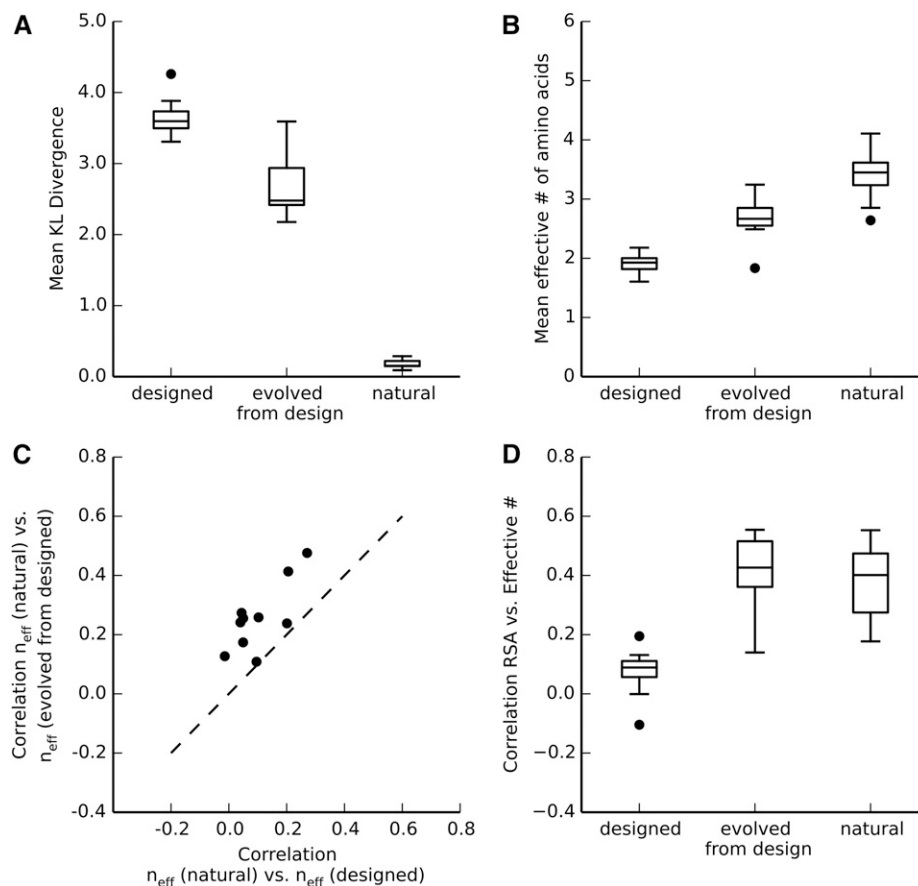 A
5.0
4.0
3.0
2.0
1.0
0.0
Mean KL Divergence
designed
evolved
from design
natural
B
6
5
4
3
2
1
0
Mean effective # of amino acids
designed
evolved
from design
natural
C
0.8
0.6
0.4
0.2
0.0
−0.2
−0.4
Correlation neff (natural) vs.
neff (evolved from designed)
-0.2
0.0
0.2
0.4
0.6
0.8
Correlation
neff (natural) vs. neff (designed)
D
0.8
0.6
0.4
0.2
0.0
−0.2
−0.4
Correlation RSA vs. Effective #
designed
evolved
from design
natural